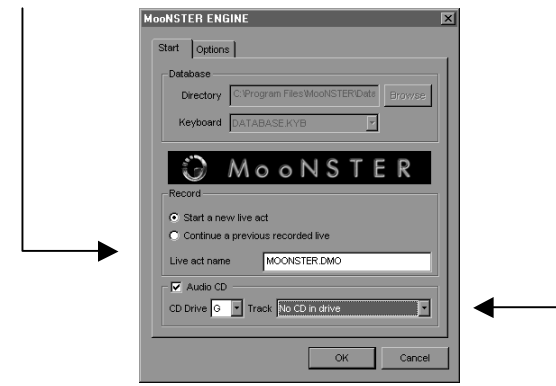 MooNSTER ENGINE
Start Options
Database
Directory C:\Program Files\MooNSTER\Data Browse
Keyboard DATABASE.KYB
MooNSTER
Record
Start a new live act
Continue a previous recorded live
Live act name MOONSTER.DMO
Audio CD
CD Drive G Track No CD in drive
OK Cancel